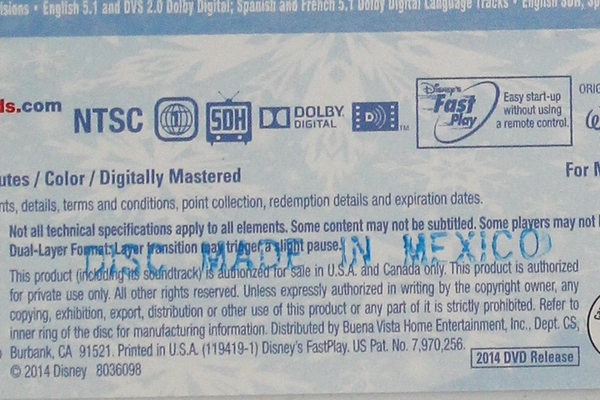 sions • English 5.1 and DVS 2.0 Dolby Digital; Spanish and French 5.1 Dolby Digital Language Tracks • English SDH, Sp
ds.com
NTSC
1
SDH
DOLBY
DIGITAL
D
TM
Disney's
Fast
Play
Easy start-up
without using
a remote control.
ORIG
utes / Color / Digitally Mastered
For M
nts, details, terms and conditions, point collection, redemption details and expiration dates.
Not all technical specifications apply to all elements. Some content may not be subtitled. Some players may not
Dual-Layer Format. Layer transition may trigger a slight pause.
DISC MADE IN MEXICO
This product (including its soundtrack) is authorized for sale in U.S.A. and Canada only. This product is authorized
for private use only. All other rights reserved. Unless expressly authorized in writing by the copyright owner, any
copying, exhibition, export, distribution or other use of this product or any part of it is strictly prohibited. Refer to
inner ring of the disc for manufacturing information. Distributed by Buena Vista Home Entertainment, Inc., Dept. CS,
Burbank, CA 91521. Printed in U.S.A. (119419-1) Disney's FastPlay. US Pat. No. 7,970,256.
2014 DVD Release
© 2014 Disney 8036098